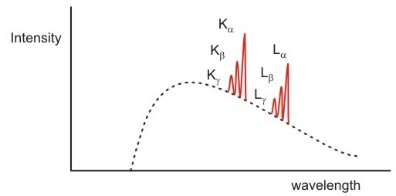 Intensity
Kα
Kβ
Kγ
Lα
Lβ
Lγ
wavelength